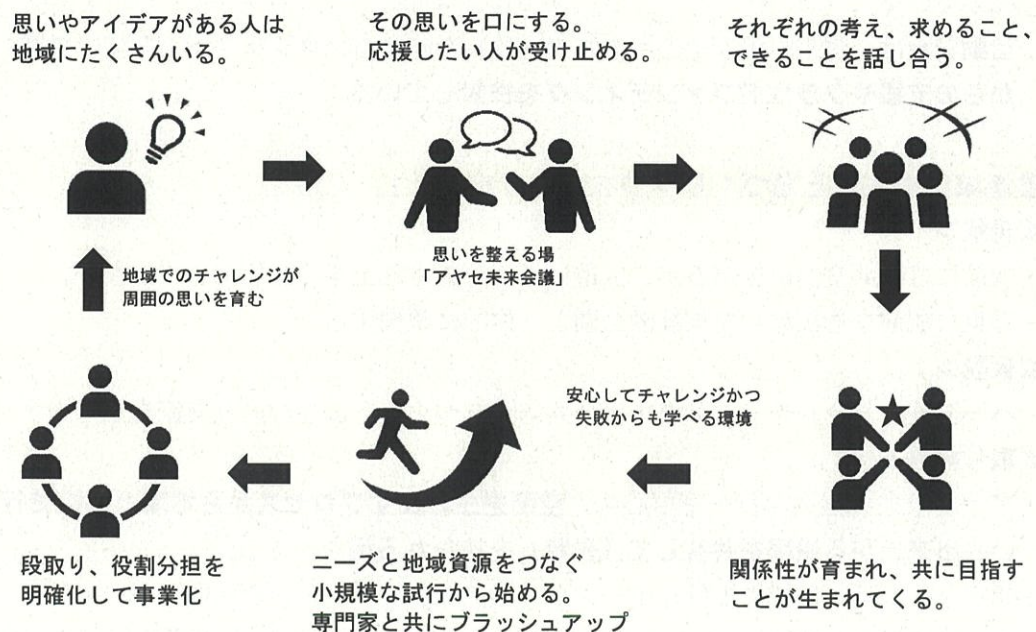 思いやアイデアがある人は
地域にたくさんいる。
その思いを口にする。
応援したい人が受け止める。
それぞれの考え、求めること、
できることを話し合う。
思いを整える場
「アヤセ未来会議」
地域でのチャレンジが
周囲の思いを育む
安心してチャレンジかつ
失敗からも学べる環境
関係性が育まれ、共に目指す
ことが生まれてくる。
ニーズと地域資源をつなぐ
小規模な試行から始める。
専門家と共にブラッシュアップ
段取り、役割分担を
明確化して事業化